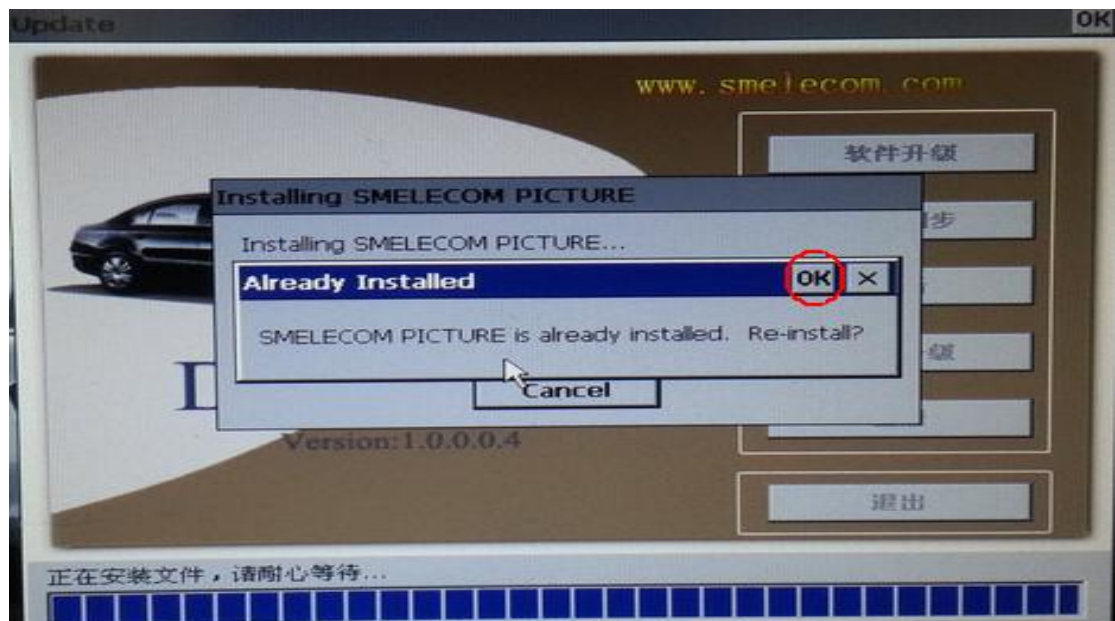 Update
OK
www.smelecom.com
软件升级
Installing SMELECOM PICTURE
Installing SMELECOM PICTURE...
Already Installed
OK
SMELECOM PICTURE is already installed. Re-install?
Cancel
Version:1.0.0.4
退出
正在安装文件，请耐心等待...